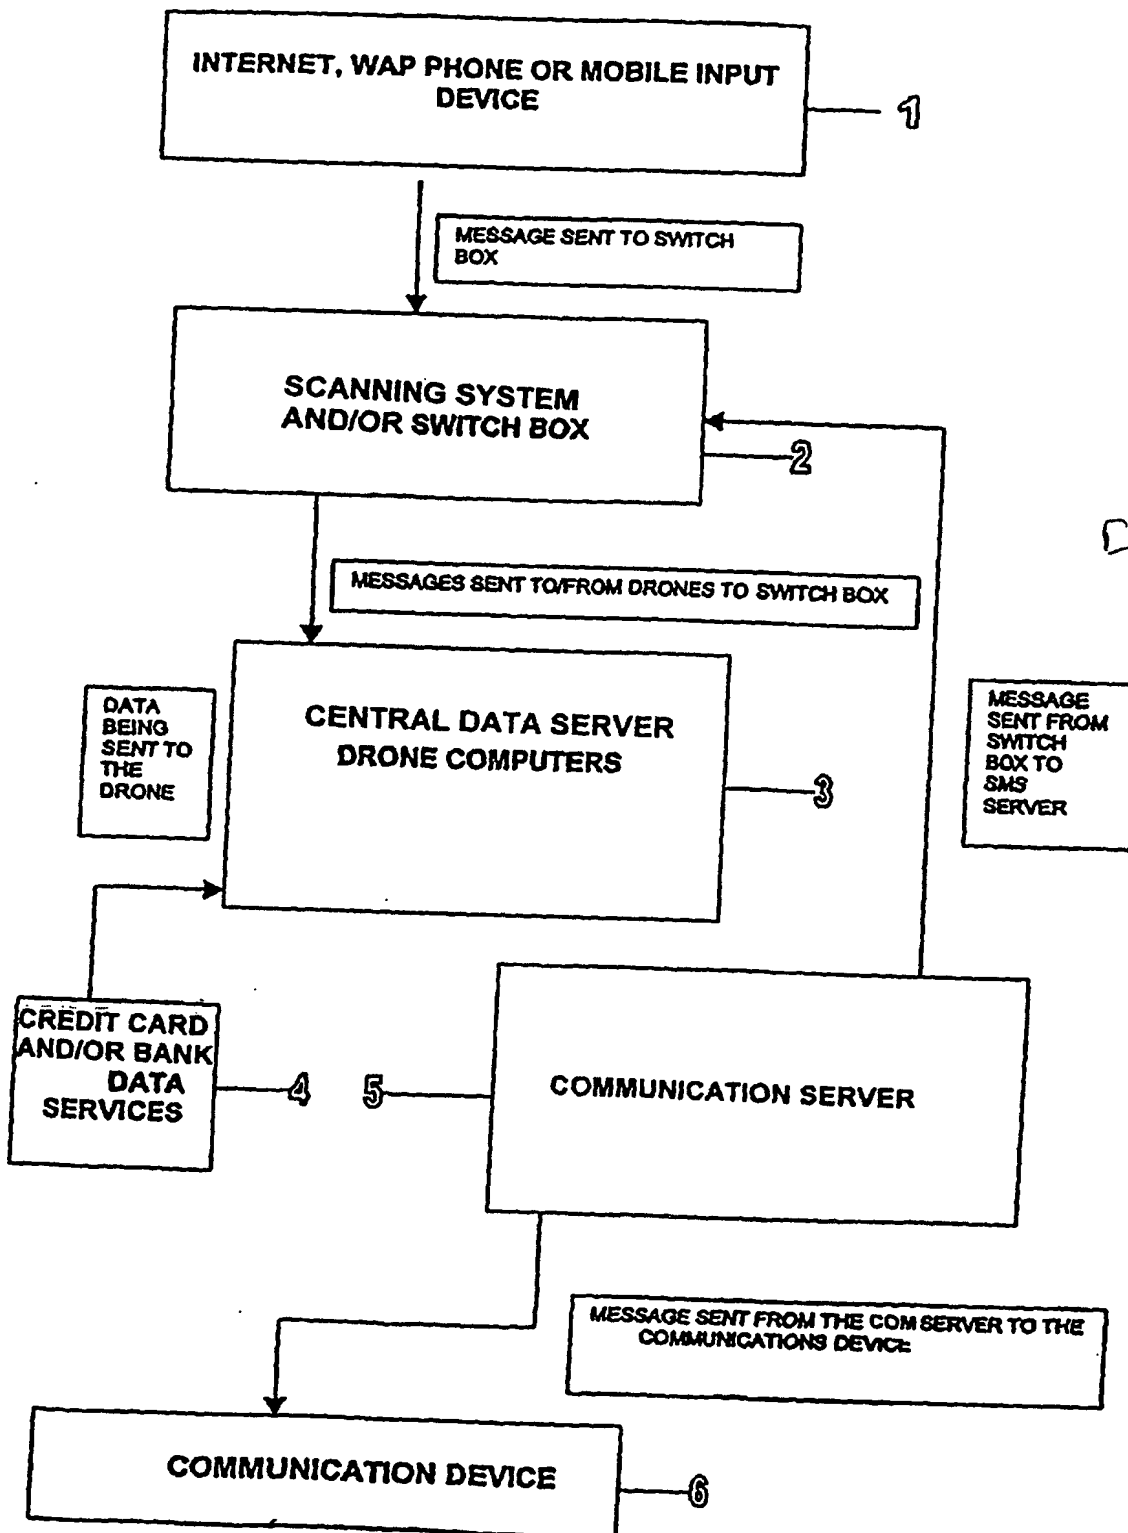 INTERNET, WAP PHONE OR MOBILE INPUT
DEVICE
1
MESSAGE SENT TO SWITCH
BOX
SCANNING SYSTEM
AND/OR SWITCH BOX
2
MESSAGES SENT TO/FROM DRONES TO SWITCH BOX
DATA
BEING
SENT TO
THE
DRONE
CENTRAL DATA SERVER
DRONE COMPUTERS
3
MESSAGE
SENT FROM
SWITCH
BOX TO
SMS
SERVER
CREDIT CARD
AND/OR BANK
DATA
SERVICES
4
5
COMMUNICATION SERVER
MESSAGE SENT FROM THE COM SERVER TO THE
COMMUNICATIONS DEVICE
COMMUNICATION DEVICE
6